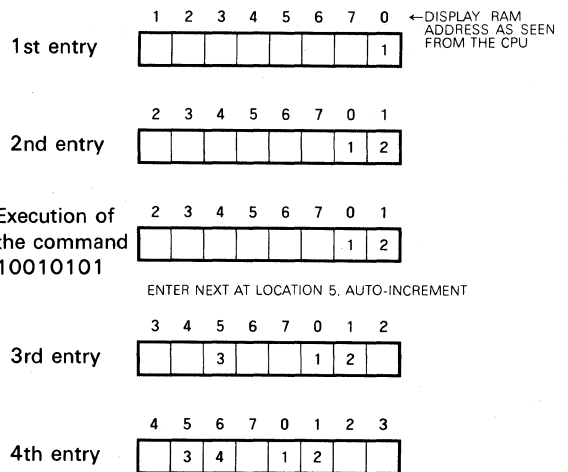 1 2 3 4 5 6 7 0 ←DISPLAY RAM
ADDRESS AS SEEN
FROM THE CPU
1st entry
1
2 3 4 5 6 7 0 1
2nd entry
1 2
2 3 4 5 6 7 0 1
Execution of
the command
10010101
1 2
ENTER NEXT AT LOCATION 5, AUTO-INCREMENT
3 4 5 6 7 0 1 2
3rd entry
3 1 2
4 5 6 7 0 1 2 3
4th entry
3 4 1 2